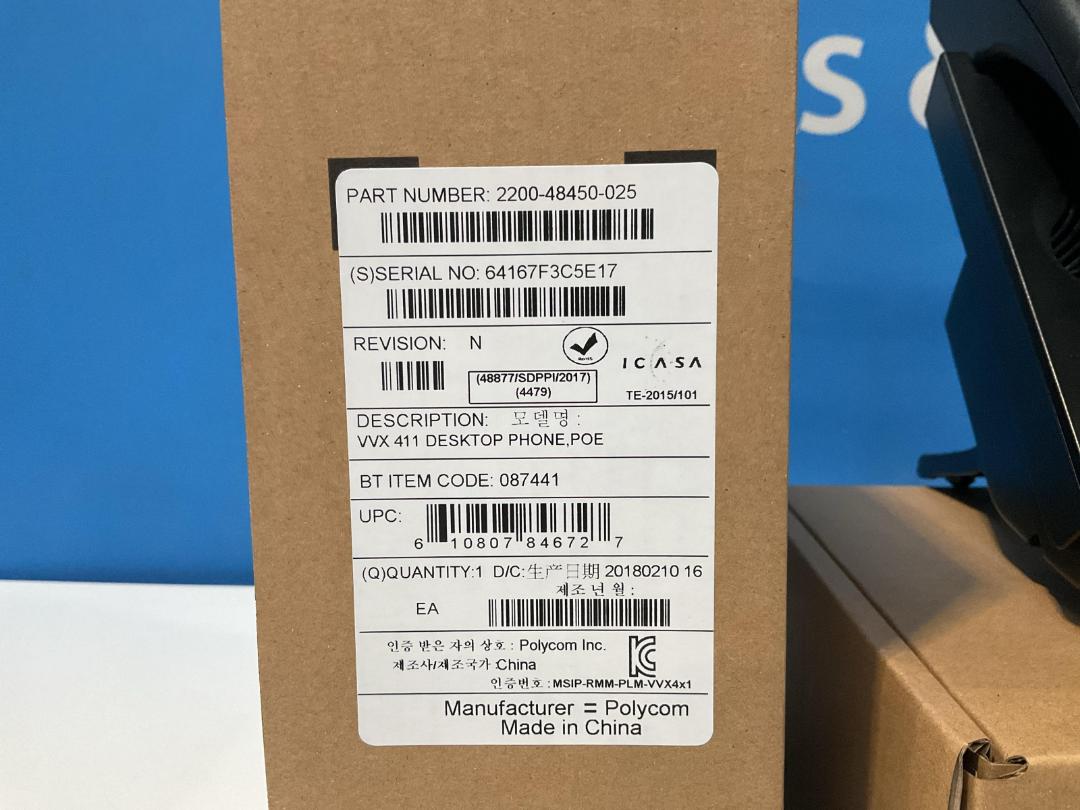 s &
PART NUMBER: 2200-48450-025
(S)SERIAL NO: 64167F3C5E17
REVISION: N
RoHS
ICASA
(48877/SDPPI/2017)
(4479)
TE-2015/101
DESCRIPTION: 모델명 :
VVX 411 DESKTOP PHONE,POE
BT ITEM CODE: 087441
UPC:
6 10807 84672 7
(Q)QUANTITY:1 D/C:生产日期 20180210 16
제조년월 :
EA
인증 받은 자의 상호 : Polycom Inc.
제조사/제조국가 :China
인증번호 : MSIP-RMM-PLM-VVX4x1
Manufacturer = Polycom
Made in China